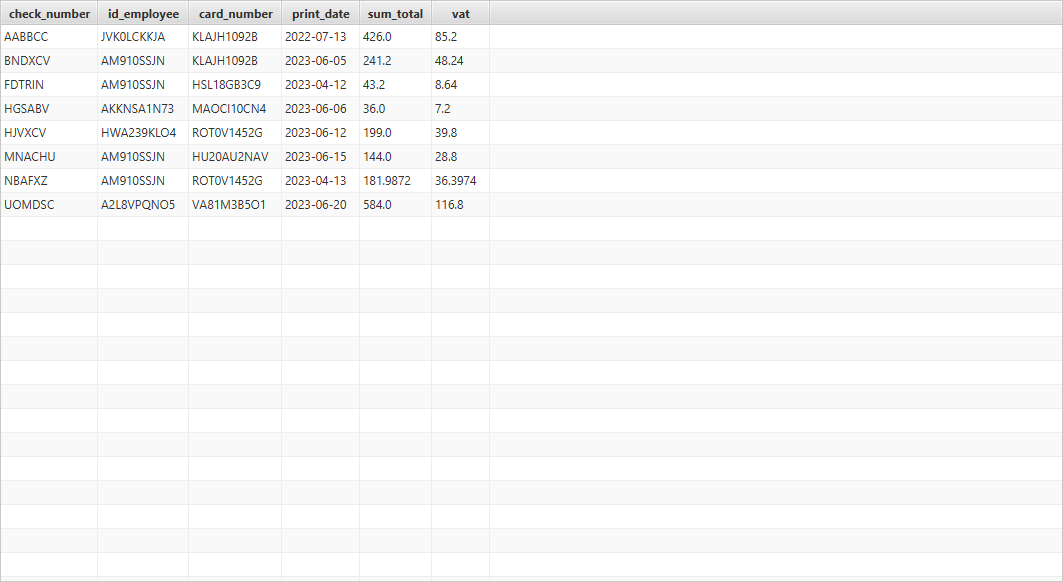 check_number id_employee card_number print_date sum_total vat
AABBCC JVK0LCKKJA KLAJH1092B 2022-07-13 426.0 85.2
BNDXCV AM910SSJN KLAJH1092B 2023-06-05 241.2 48.24
FDTRIN AM910SSJN HSL18GB3C9 2023-04-12 43.2 8.64
HGSABV AKKNSA1N73 MAOCI10CN4 2023-06-06 36.0 7.2
HJVXCV HWA239KLO4 ROT0V1452G 2023-06-12 199.0 39.8
MNACHU AM910SSJN HU20AU2NAV 2023-06-15 144.0 28.8
NBAFXZ AM910SSJN ROT0V1452G 2023-04-13 181.9872 36.3974
UOMDSC A2L8VPQNO5 VA81M3B5O1 2023-06-20 584.0 116.8